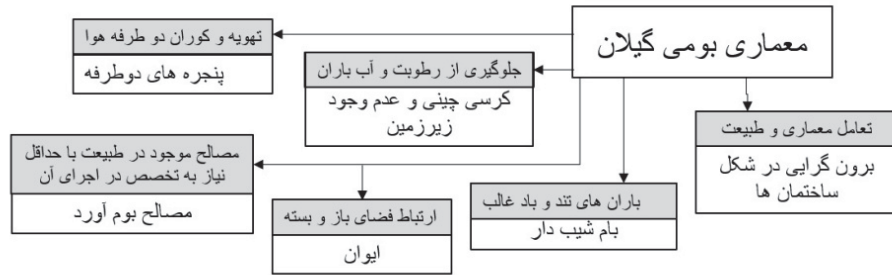 معماری بومی گیلان
تهویه و کوران دو طرفه هوا
پنجره های دوطرفه
جلوگیری از رطوبت و آب باران
کرسی چینی و عدم وجود
زیرزمین
تعامل معماری و طبیعت
برون گرایی در شکل
ساختمان ها
مصالح موجود در طبیعت با حداقل
نیاز به تخصص در اجرای آن
مصالح بوم آورد
ارتباط فضای باز و بسته
ایوان
باران های تند و باد غالب
بام شیب دار